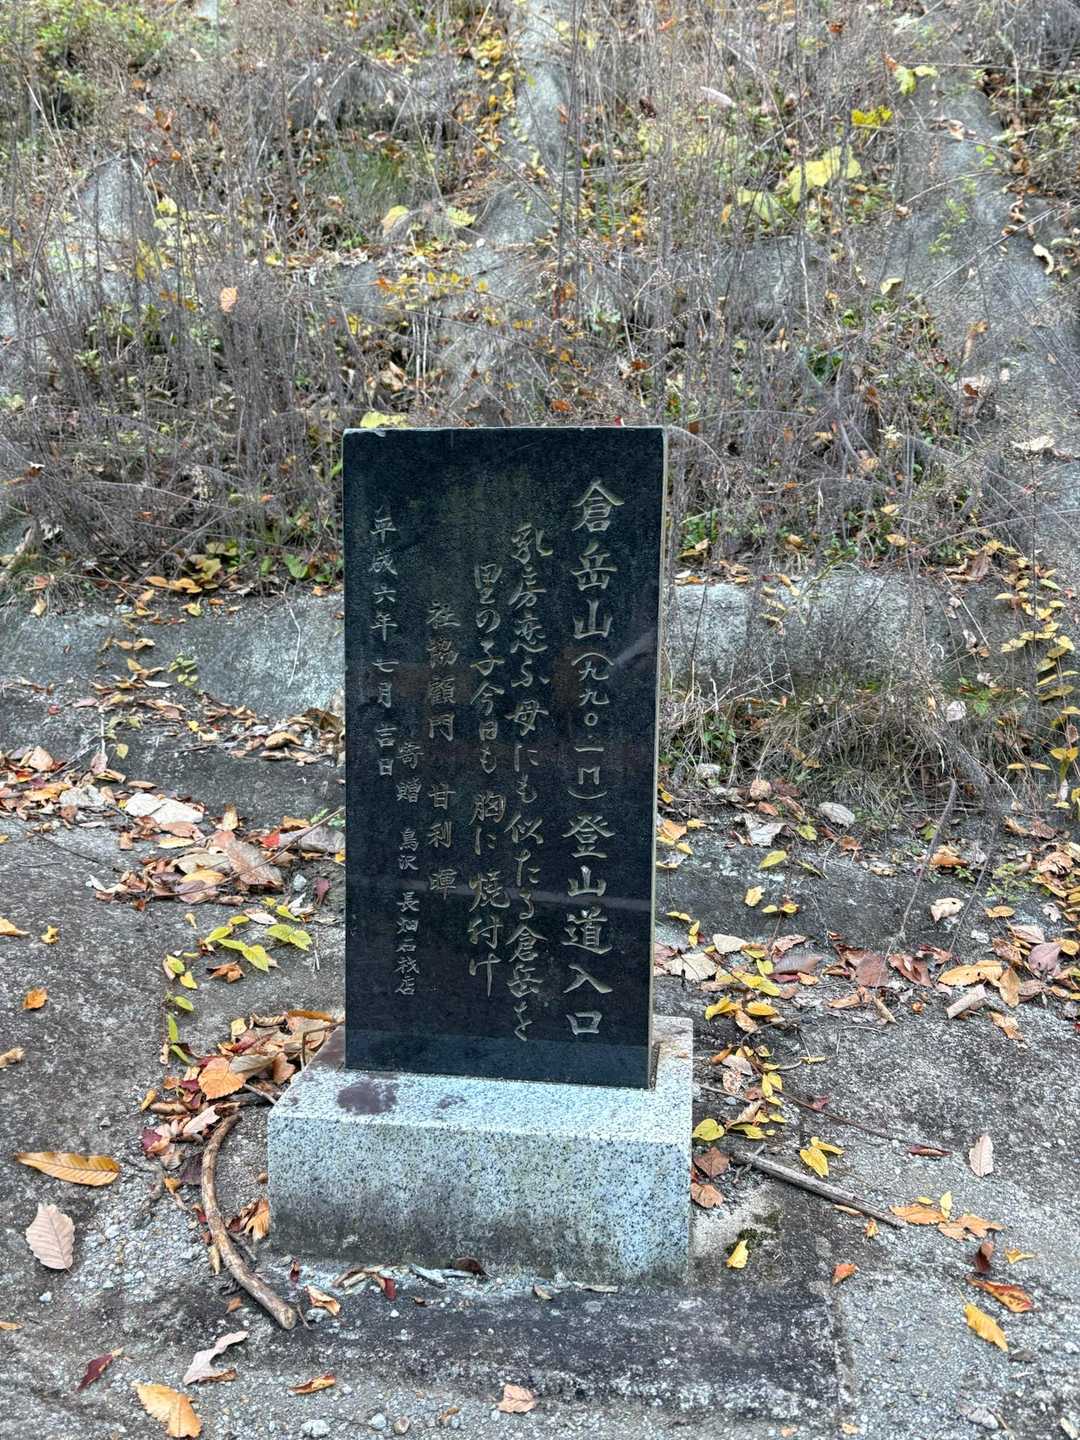 倉岳山(九九〇・一M)登山道入口
乳房恋ふ母にも似たる倉岳を
里の子今日も胸に焼付け
社協顧問 甘利 暉
平成六年七月吉日
寄贈 鳥沢 長畑石材店